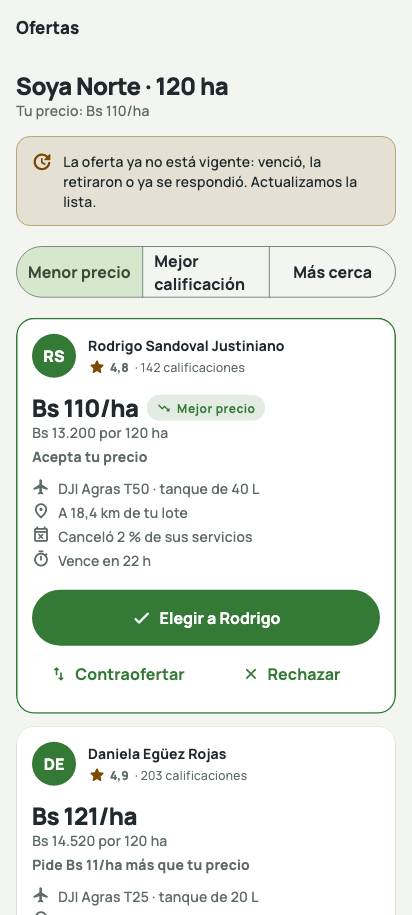 Ofertas
Soya Norte · 120 ha
Tu precio: Bs 110/ha
La oferta ya no está vigente: venció, la
retiraron o ya se respondió. Actualizamos la
lista.
Menor precio
Mejor
calificación
Más cerca
RS
Rodrigo Sandoval Justiniano
4,8 · 142 calificaciones
Bs 110/ha
Mejor precio
Bs 13.200 por 120 ha
Acepta tu precio
DJI Agras T50 · tanque de 40 L
A 18,4 km de tu lote
Canceló 2 % de sus servicios
Vence en 22 h
Elegir a Rodrigo
Contraofertar
Rechazar
DE
Daniela Egüez Rojas
4,9 · 203 calificaciones
Bs 121/ha
Bs 14.520 por 120 ha
Pide Bs 11/ha más que tu precio
DJI Agras T25 · tanque de 20 L